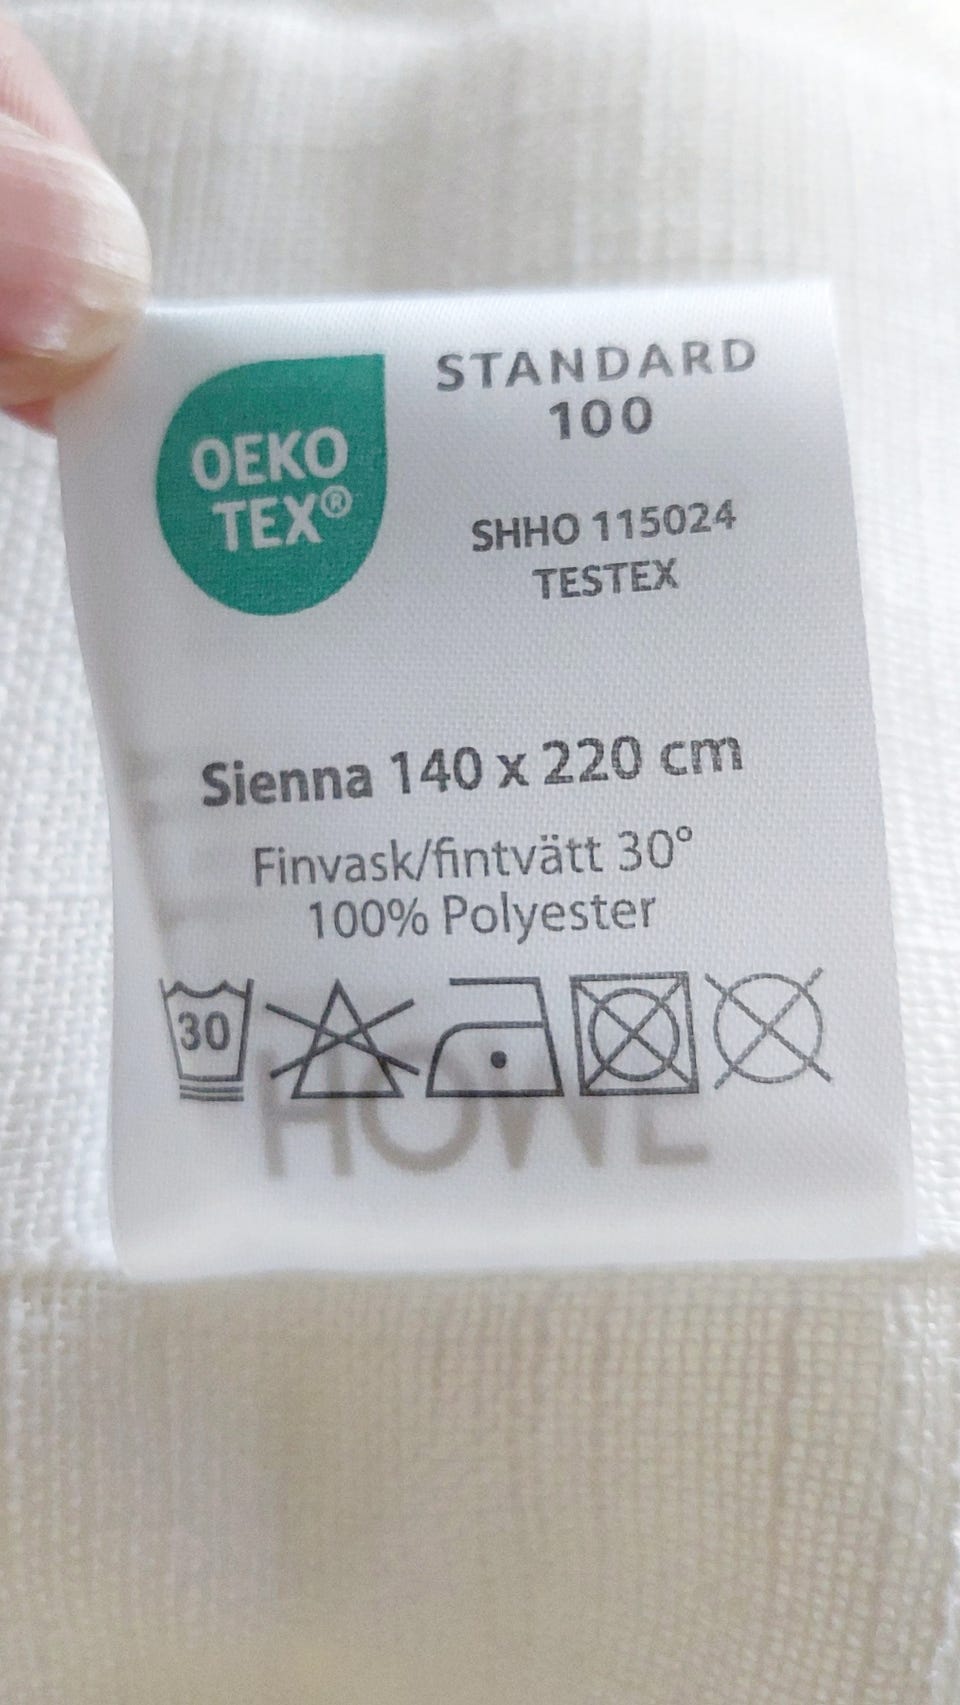 OEKO
TEX®
STANDARD
100
SHHO 115024
TESTEX
Sienna 140 x 220 cm
Finvask/fintvätt 30°
100% Polyester
30